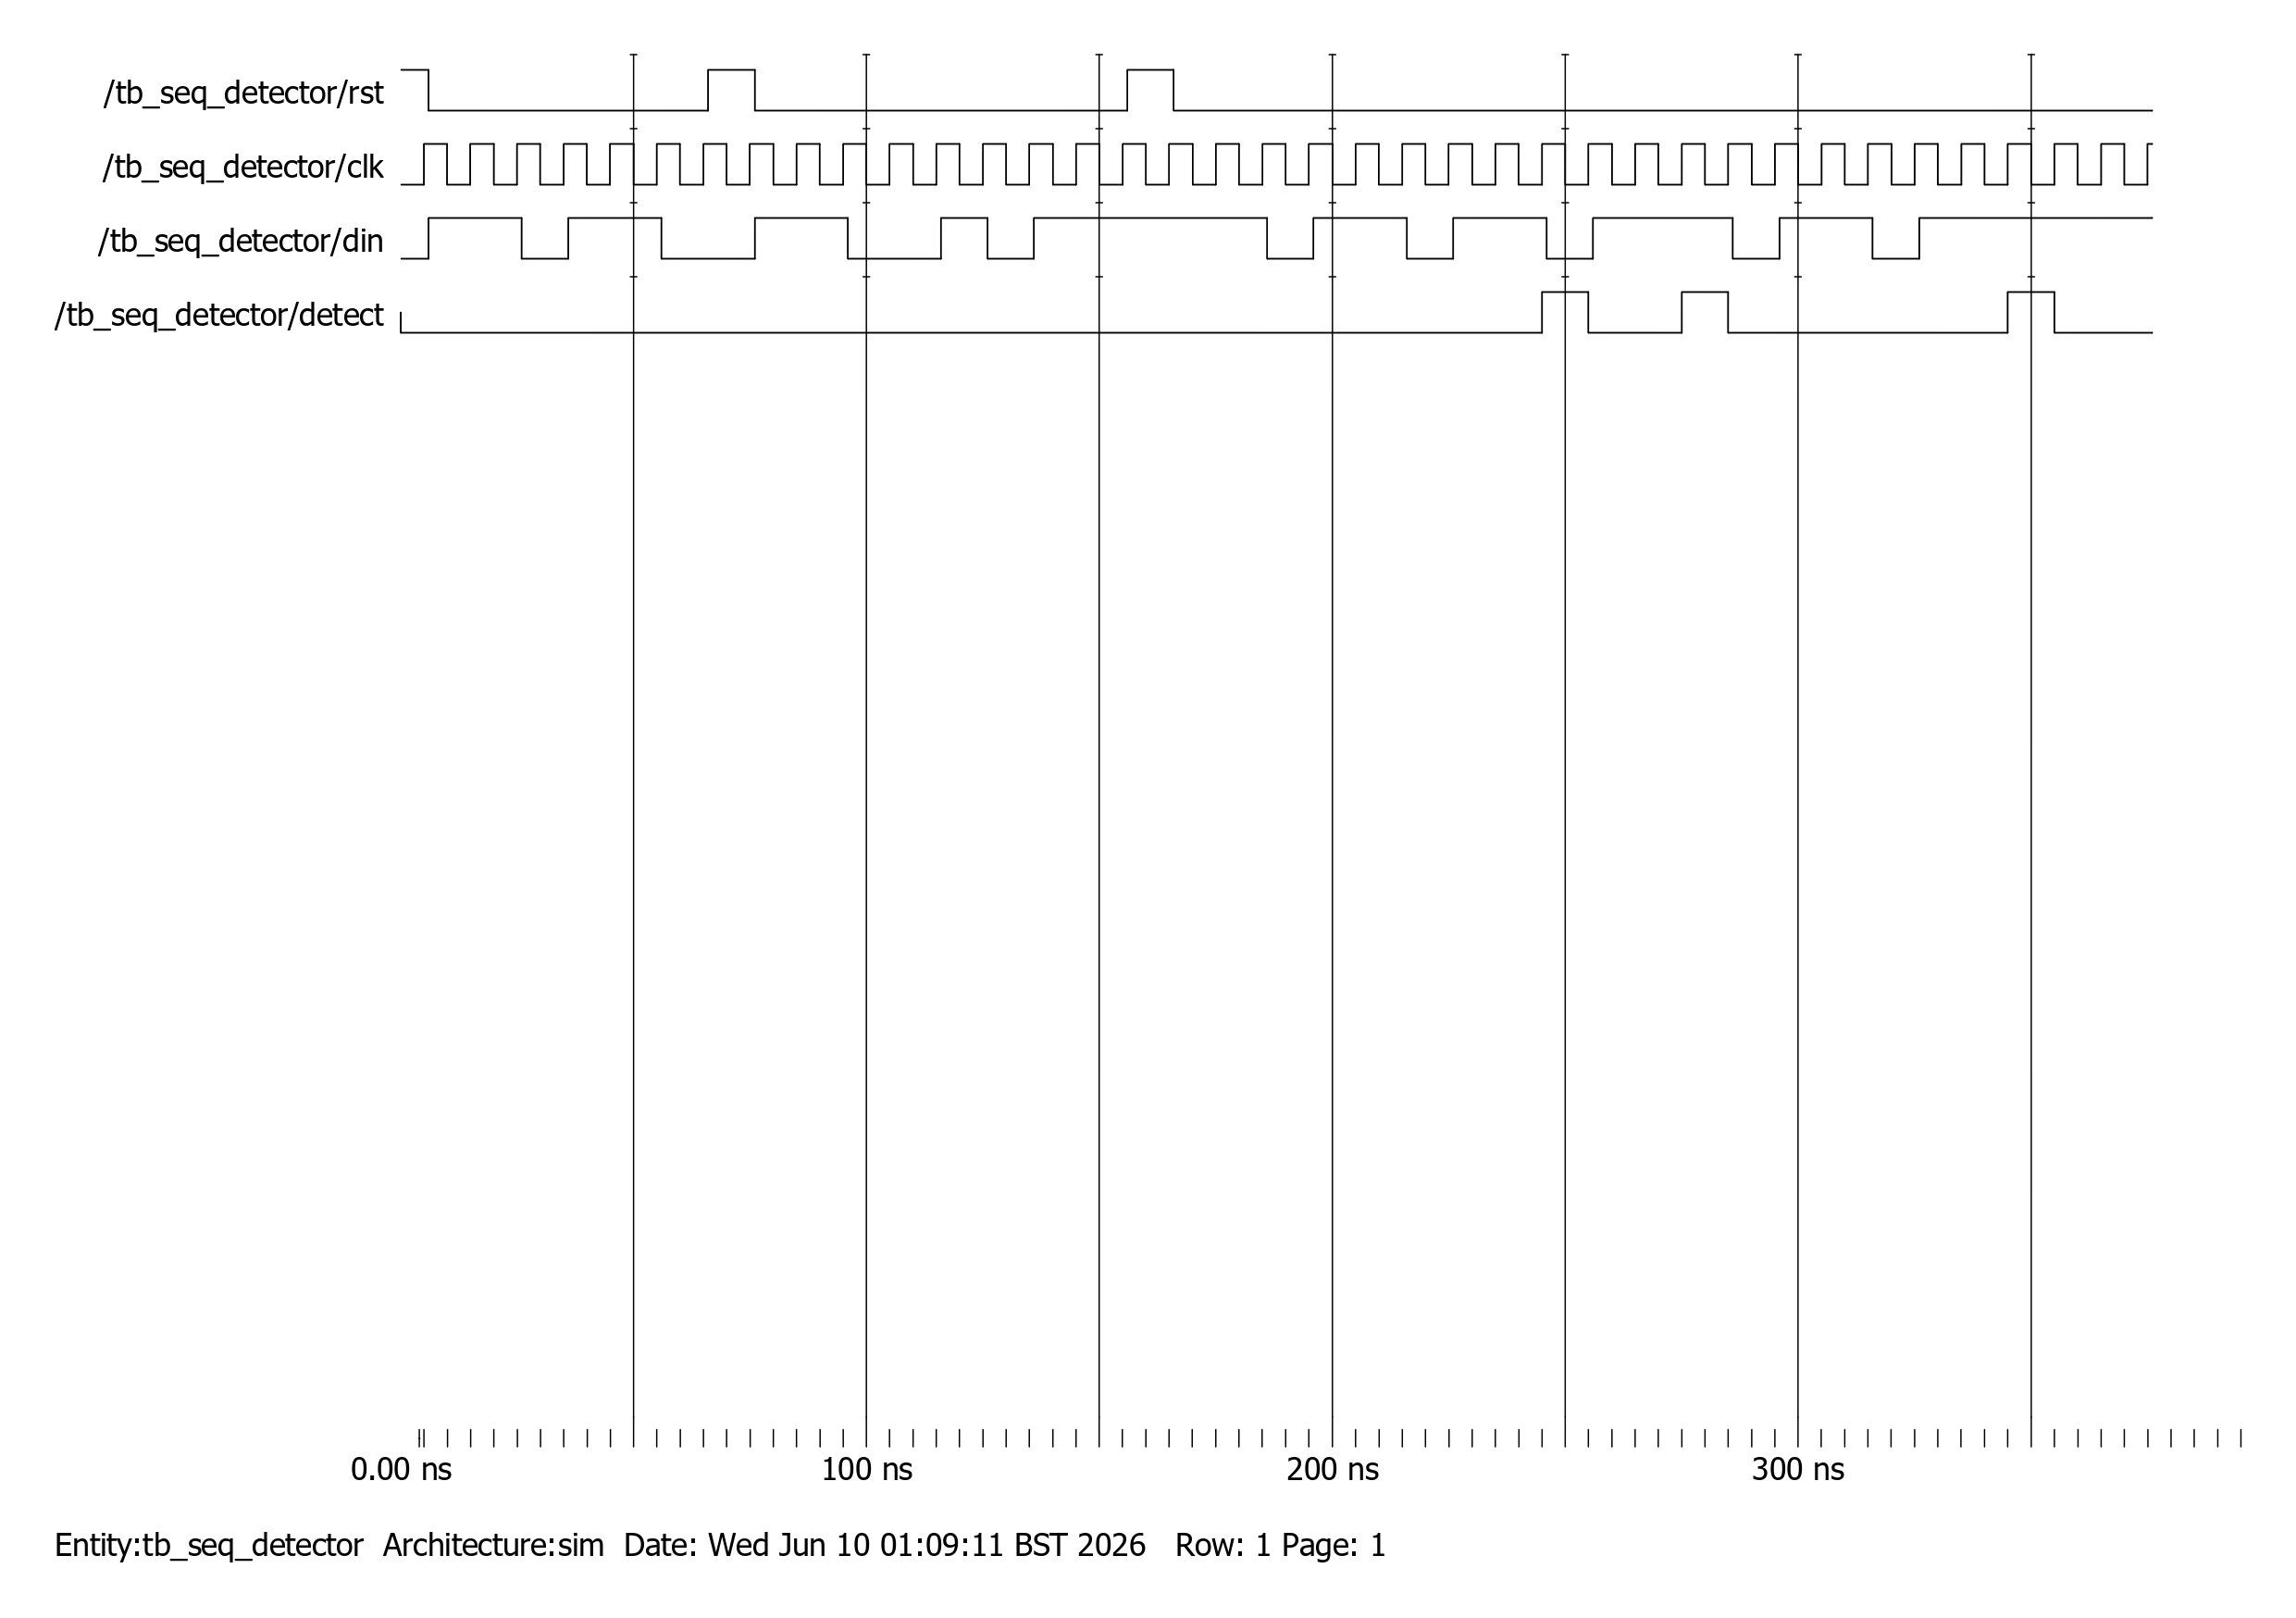 /tb_seq_detector/rst
/tb_seq_detector/clk
/tb_seq_detector/din
/tb_seq_detector/detect
0.00 ns 100 ns 200 ns 300 ns
Entity:tb_seq_detector Architecture:sim Date: Wed Jun 10 01:09:11 BST 2026 Row: 1 Page: 1